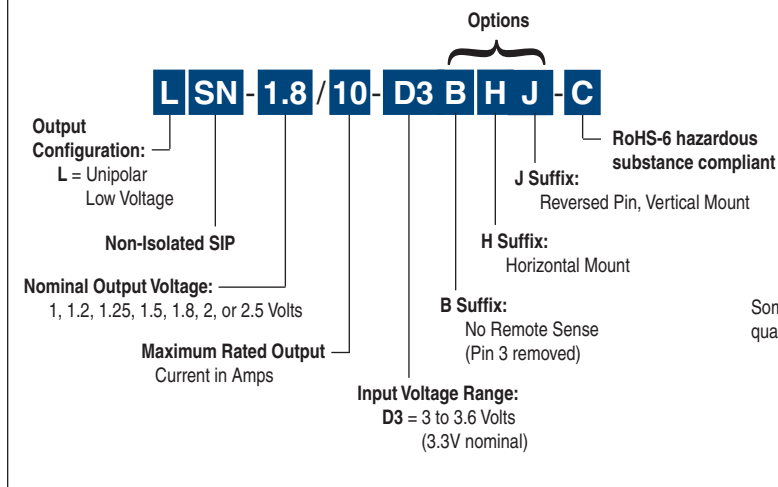 Options
L SN - 1.8 / 10 - D3 B H J - C
Output
Configuration:
L = Unipolar
Low Voltage
Non-Isolated SIP
Nominal Output Voltage:
1, 1.2, 1.25, 1.5, 1.8, 2, or 2.5 Volts
Maximum Rated Output
Current in Amps
Input Voltage Range:
D3 = 3 to 3.6 Volts
(3.3V nominal)
B Suffix:
No Remote Sense
(Pin 3 removed)
H Suffix:
Horizontal Mount
J Suffix:
Reversed Pin, Vertical Mount
RoHS-6 hazardous
substance compliant